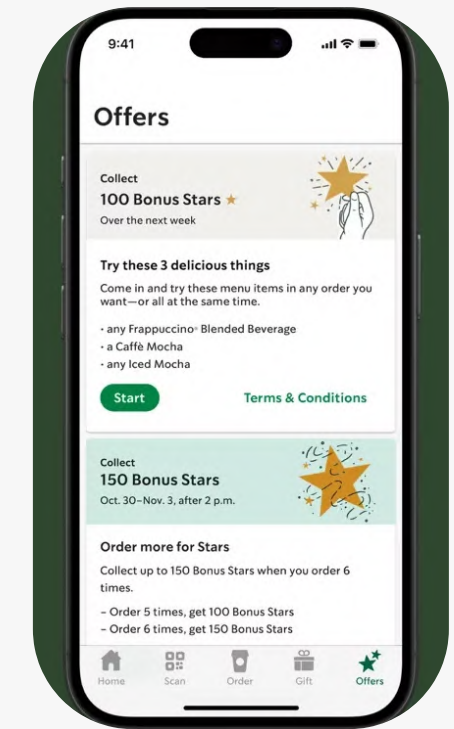 9:41
Offers
Collect
100 Bonus Stars
Over the next week
Try these 3 delicious things
Come in and try these menu items in any order you
want—or all at the same time.
· any Frappuccino® Blended Beverage
· a Caffè Mocha
· any Iced Mocha
Start
Terms & Conditions
Collect
150 Bonus Stars
Oct. 30–Nov. 3, after 2 p.m.
Order more for Stars
Collect up to 150 Bonus Stars when you order 6
times.
– Order 5 times, get 100 Bonus Stars
– Order 6 times, get 150 Bonus Stars
Home
Scan
Order
Gift
Offers